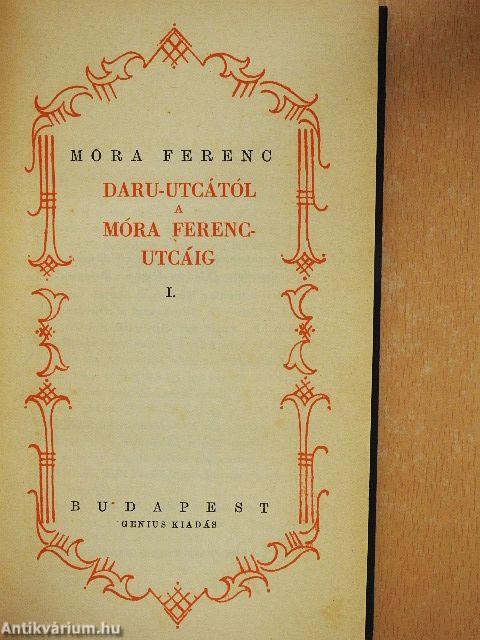 MÓRA FERENC
DARU-UTCÁTÓL
A
MÓRA FERENC-
UTCÁIG
I.
BUDAPEST
GENIUS KIADÁS
Antikvárium.hu